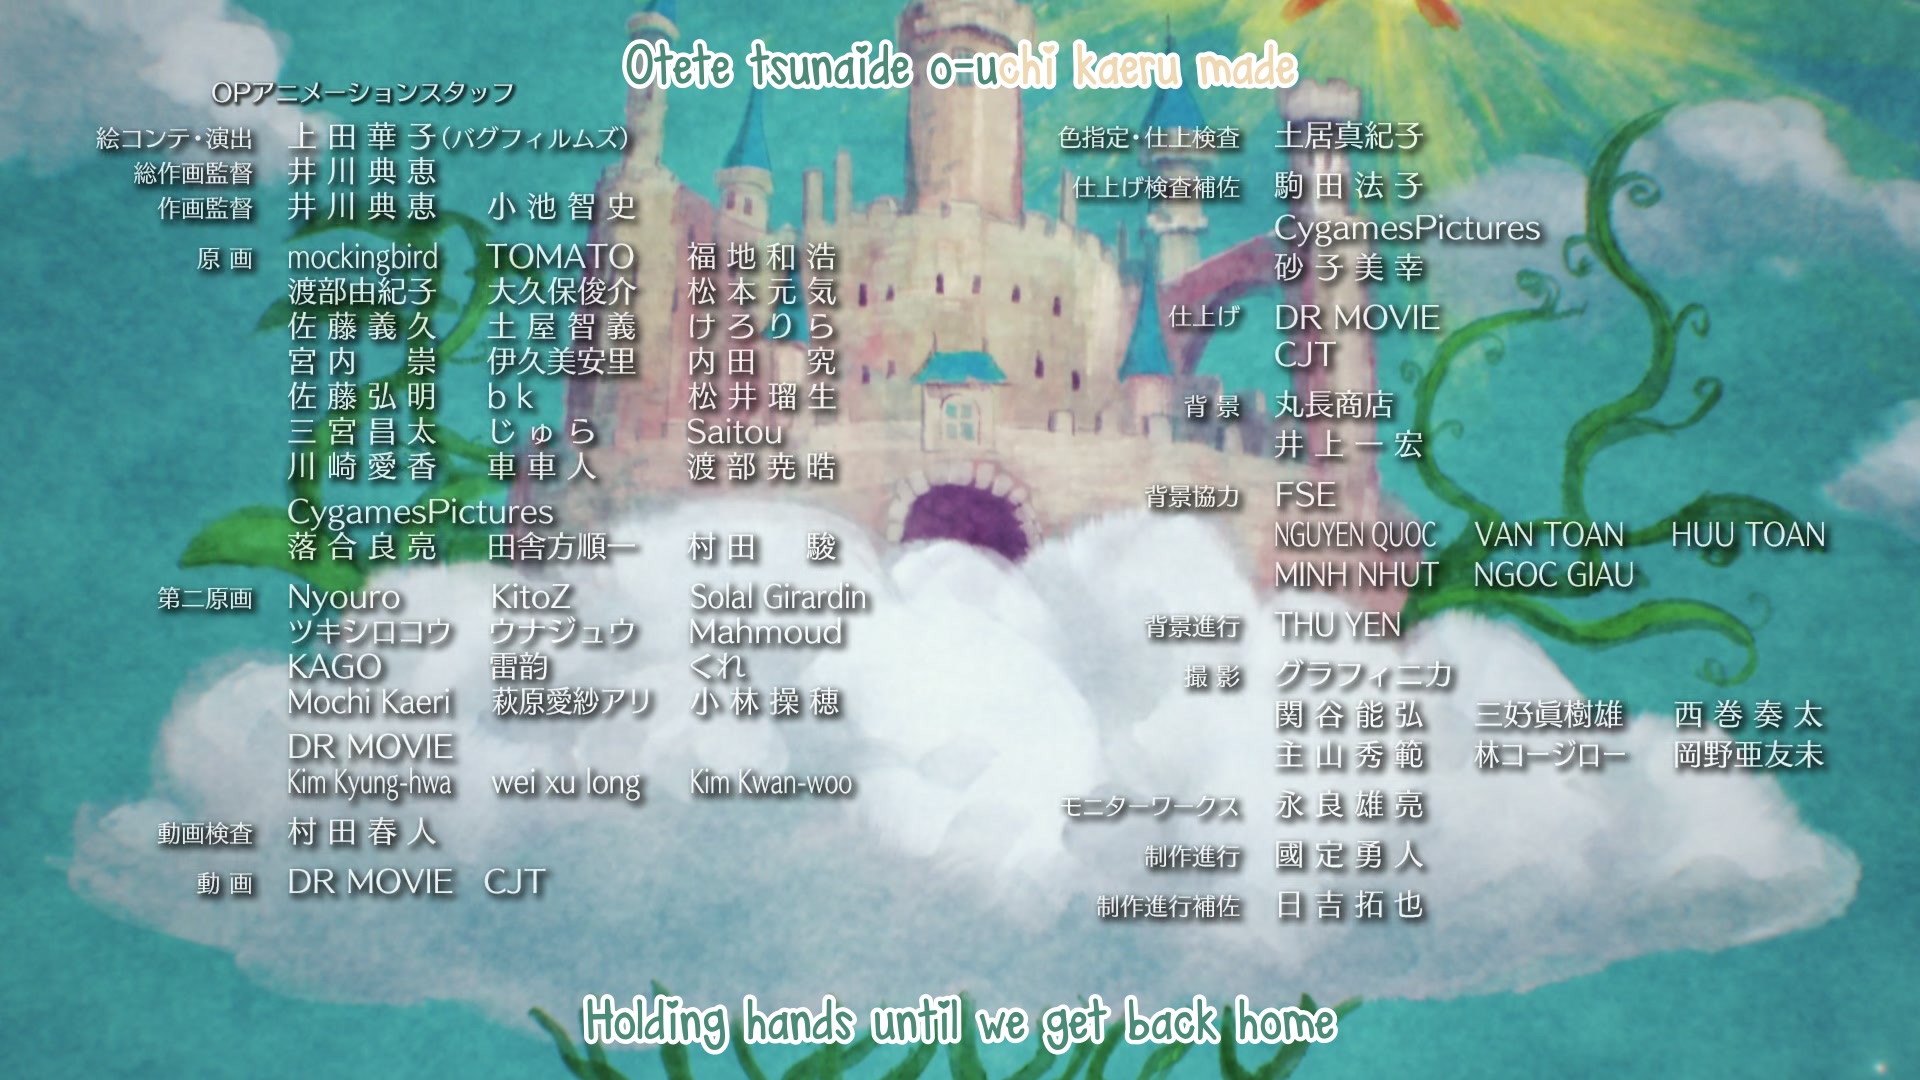 Otete tsunaide o-uchi kaeru made
OPアニメーションスタッフ
絵コンテ・演出 上田華子(バグフィルムズ)
総作画監督 井川典恵
作画監督 井川典恵 小池智史
原画 mockingbird TOMATO 福地和浩
渡部由紀子 大久保俊介 松本元気
佐藤義久 土屋智義 けろりら
宮内崇 伊久美安里 内田究
佐藤弘明 bk 松井瑠生
三宮昌太 じゅら Saitou
川崎愛香 車車人 渡部尭晧
CygamesPictures
落合良亮 田舎方順一 村田駿
第二原画 Nyouro KitoZ Solal Girardin
ツキシロコウ ウナジュウ Mahmoud
KAGO 雷韵 くれ
Mochi Kaeri 萩原愛紗アリ 小林操穂
DR MOVIE
Kim Kyung-hwa wei xu long Kim Kwan-woo
動画検査 村田春人
動画 DR MOVIE CJT
色指定・仕上検査 土居真紀子
仕上げ検査補佐 駒田法子
CygamesPictures
砂子美幸
仕上げ DR MOVIE
CJT
背景 丸長商店
井上一宏
背景協力 FSE
NGUYEN QUOC VAN TOAN HUU TOAN
MINH NHUT NGOC GIAU
背景進行 THU YEN
撮影 グラフィニカ
関谷能弘 三好眞樹雄 西巻奏太
主山秀範 林コージロー 岡野亜友未
モニターワークス 永良雄亮
制作進行 國定勇人
制作進行補佐 日吉拓也
Holding hands until we get back home